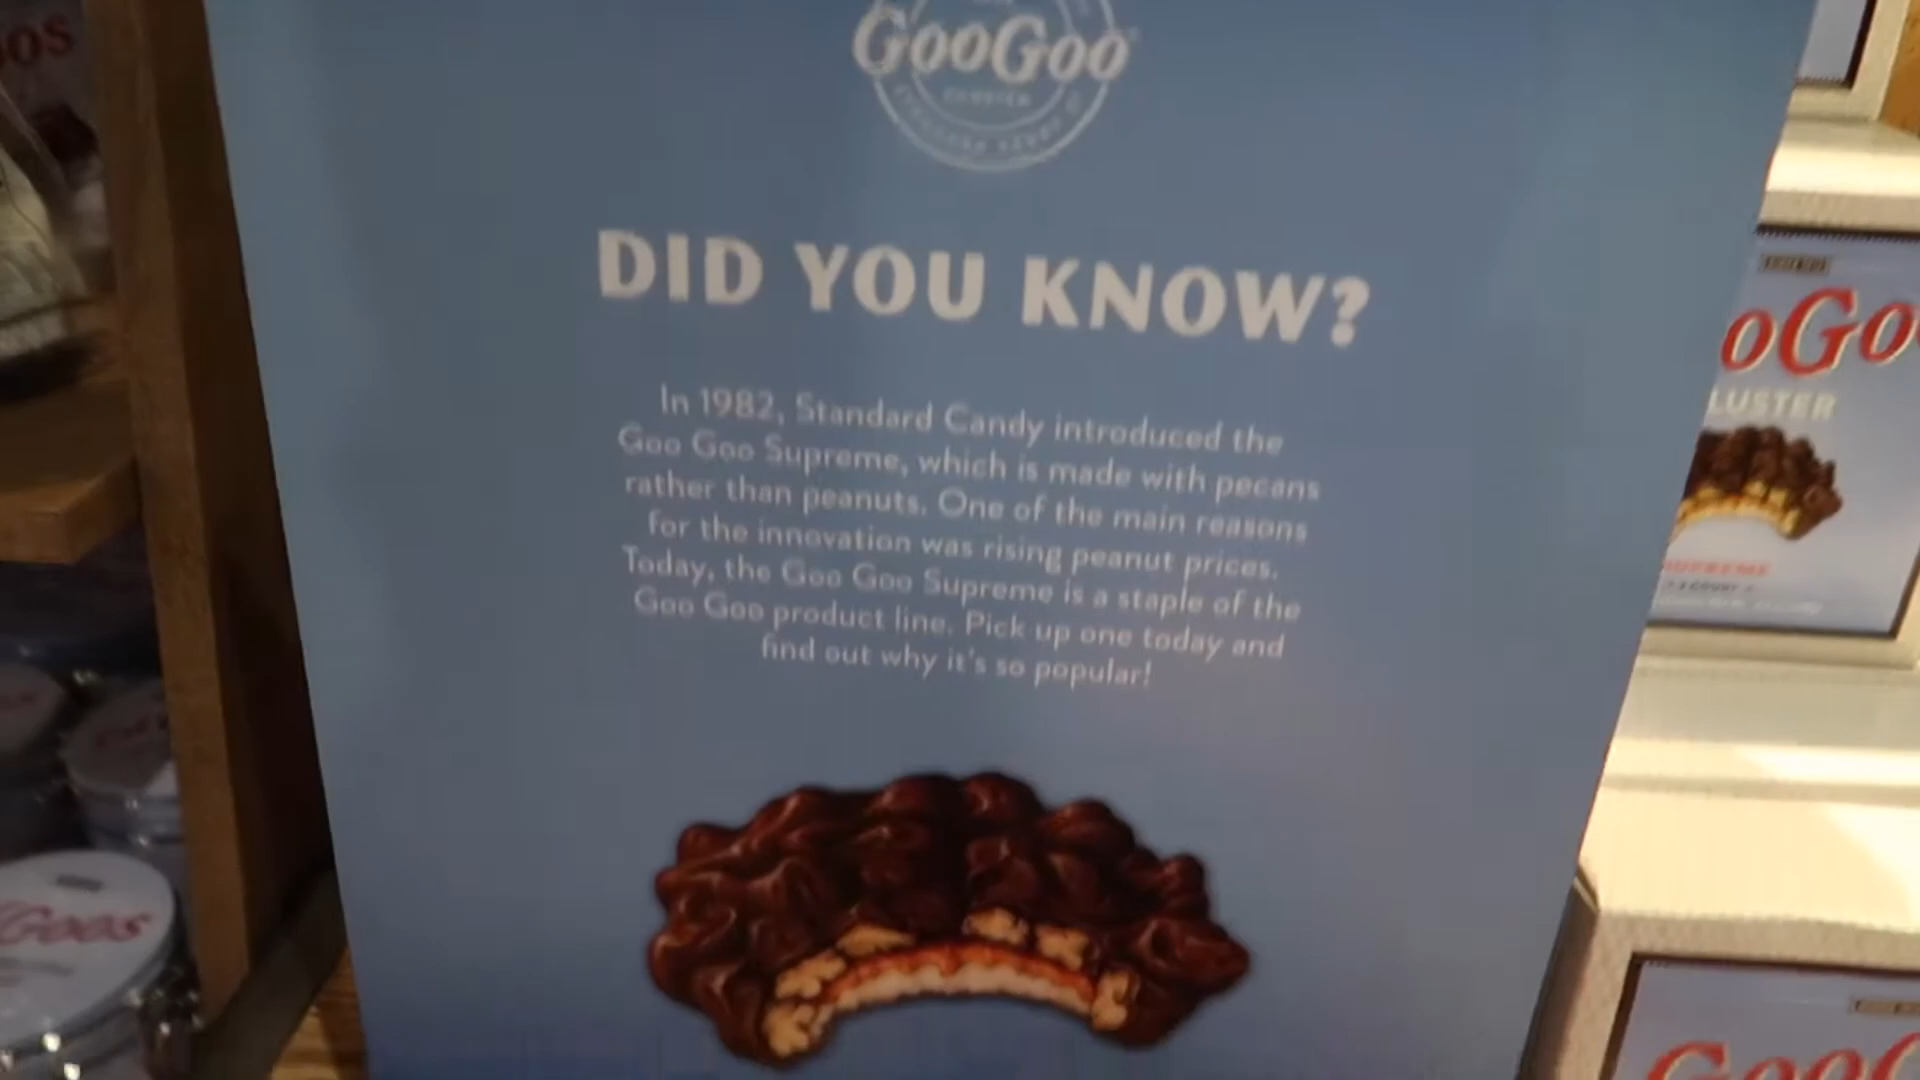 GooGoo
CLUSTER
DID YOU KNOW?
In 1982, Standard Candy introduced the
Goo Goo Supreme, which is made with pecans
rather than peanuts. One of the main reasons
for the innovation was rising peanut prices.
Today, the Goo Goo Supreme is a staple of the
Goo Goo product line. Pick up one today and
find out why it's so popular!
oGo
LUSTER
SUPREME
Goos
GooG